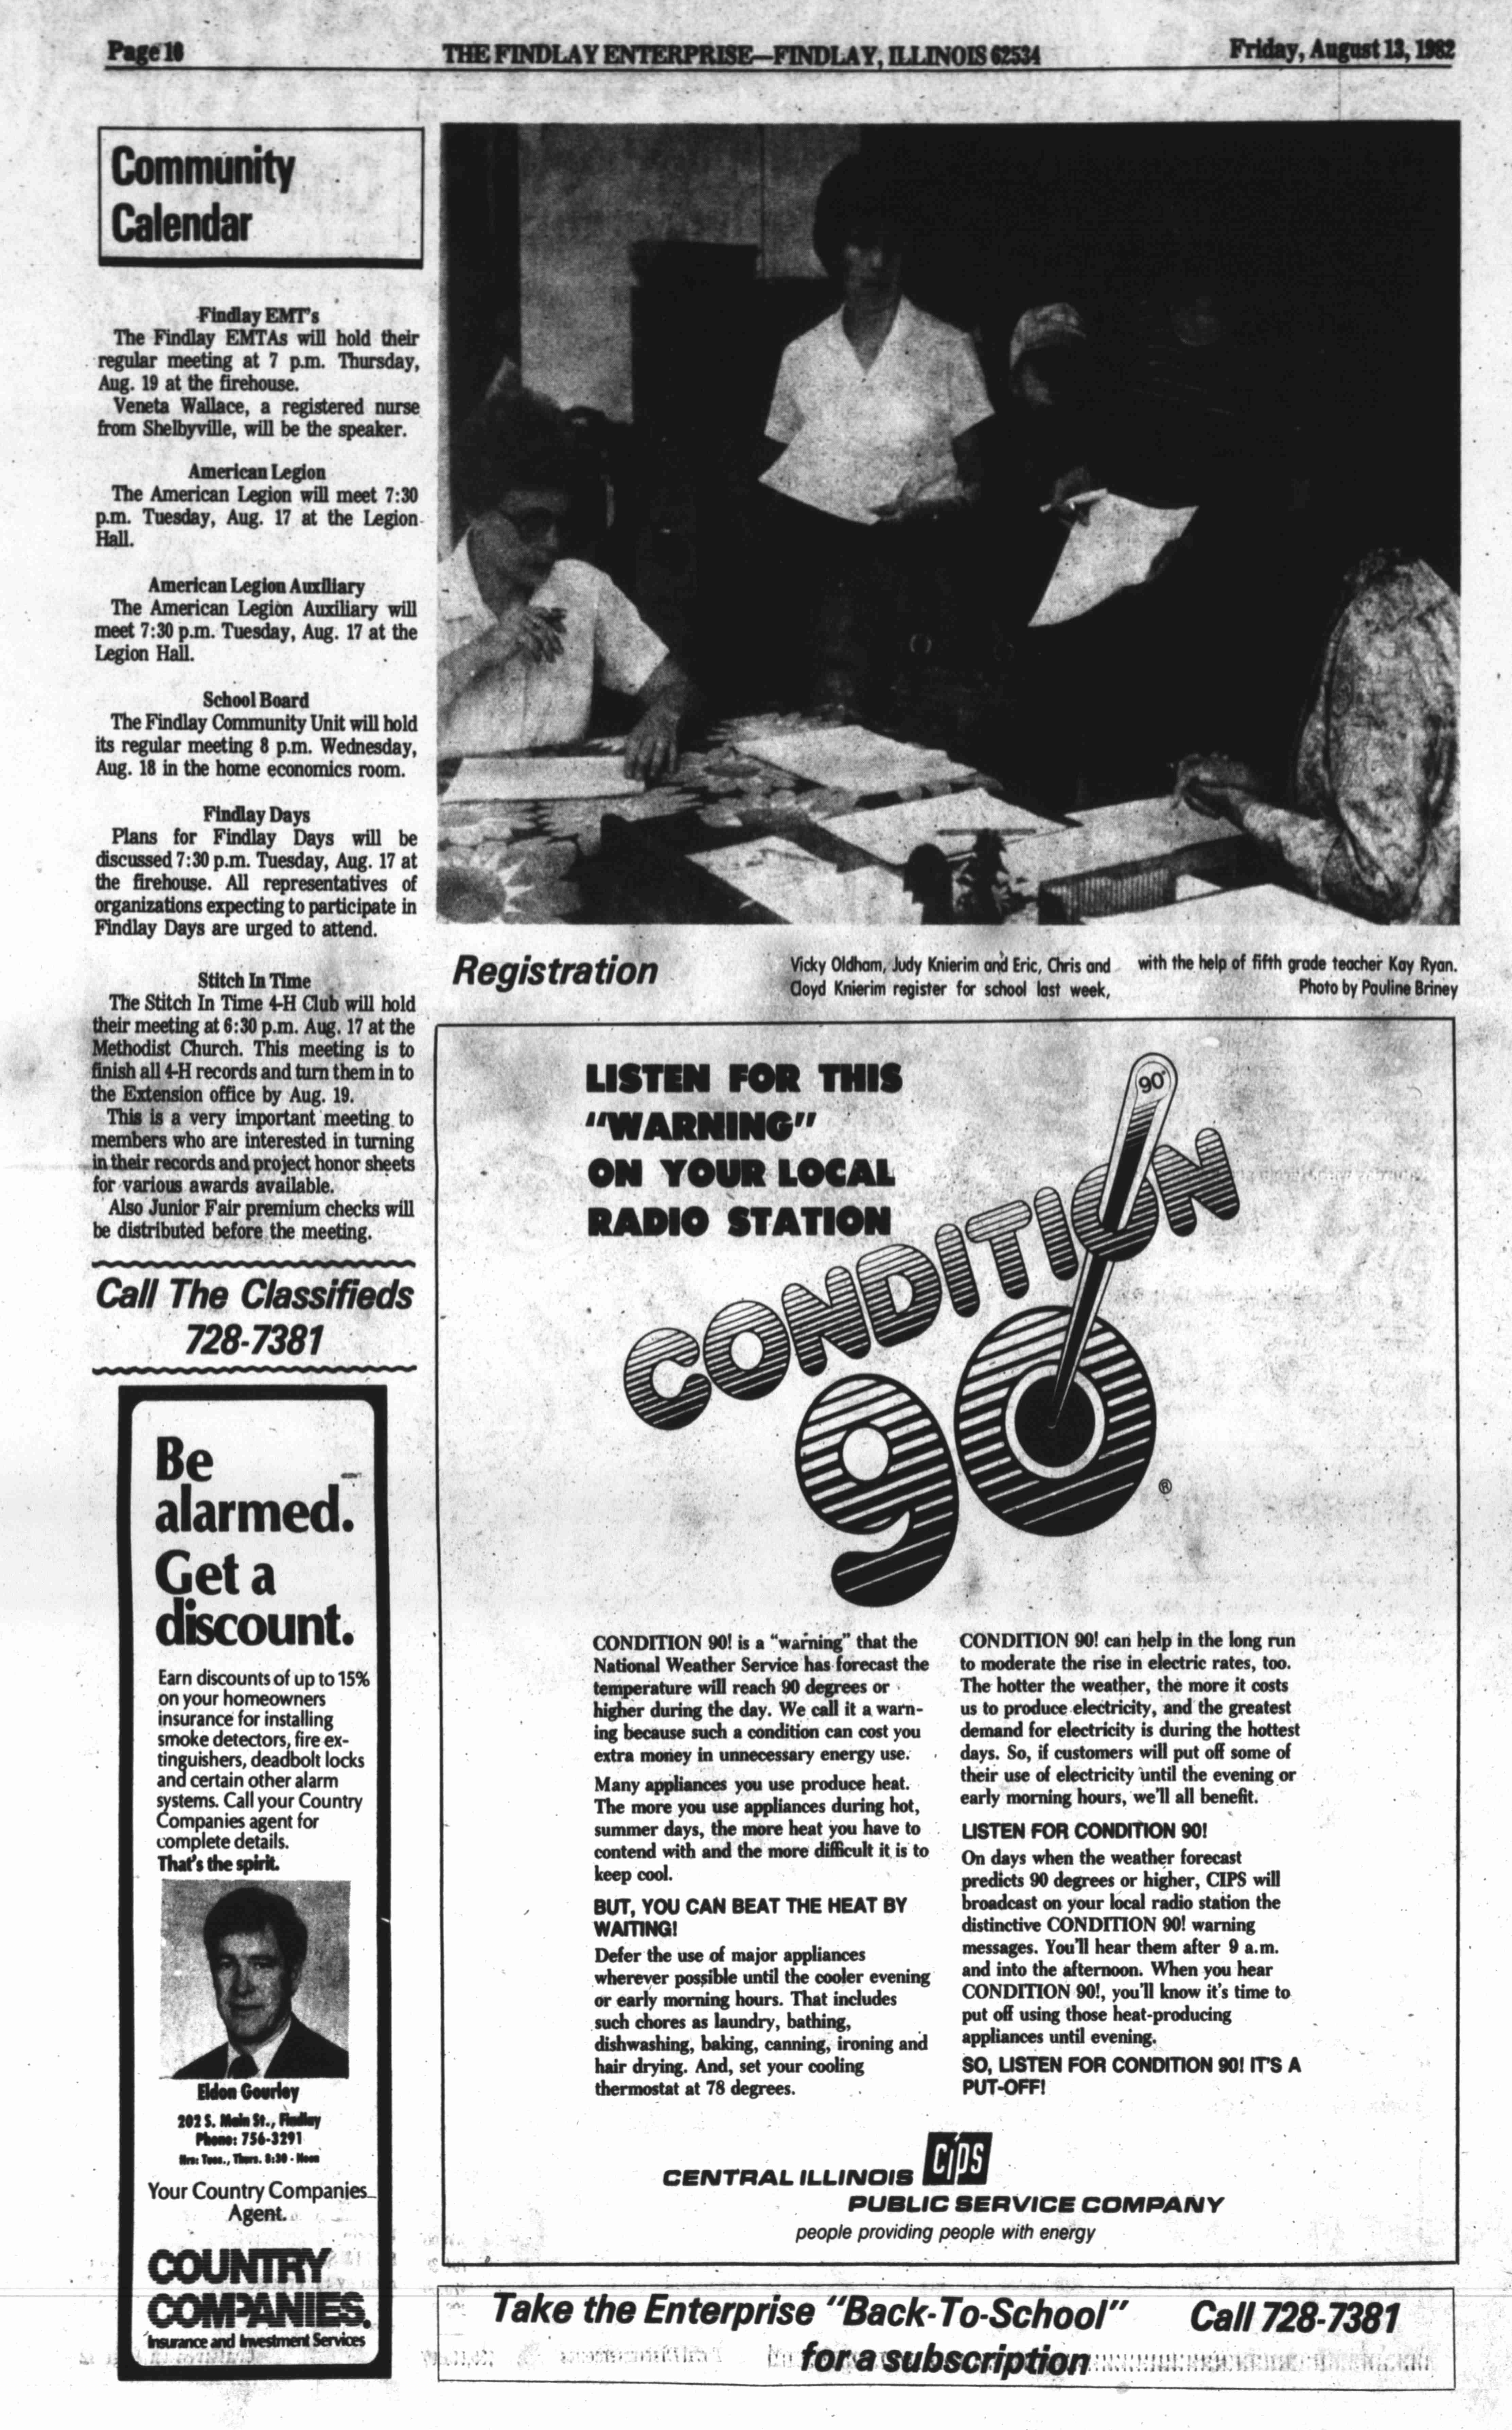 Page 10
THE FINDLAY ENTERPRISE—FINDLAY, ILLINOIS 62534
Friday, August 13, 1982
Community
Calendar
Findlay EMT's
The Findlay EMTAs will hold their
regular meeting at 7 p.m. Thursday,
Aug. 19 at the firehouse.
Veneta Wallace, a registered nurse
from Shelbyville, will be the speaker.
American Legion
The American Legion will meet 7:30
p.m. Tuesday, Aug. 17 at the Legion
Hall.
American Legion Auxiliary
The American Legion Auxiliary will
meet 7:30 p.m. Tuesday, Aug. 17 at the
Legion Hall.
School Board
The Findlay Community Unit will hold
its regular meeting 8 p.m. Wednesday,
Aug. 18 in the home economics room.
Findlay Days
Plans for Findlay Days will be
discussed 7:30 p.m. Tuesday, Aug. 17 at
the firehouse. All representatives of
organizations expecting to participate in
Findlay Days are urged to attend.
Stitch In Time
The Stitch In Time 4-H Club will hold
their meeting at 6:30 p.m. Aug. 17 at the
Methodist Church. This meeting is to
finish all 4-H records and turn them in to
the Extension office by Aug. 19.
This is a very important meeting to
members who are interested in turning
in their records and project honor sheets
for various awards available.
Also Junior Fair premium checks will
be distributed before the meeting.
Call The Classifieds
728-7381
Be
alarmed.
Get a
discount.
Earn discounts of up to 15%
on your homeowners
insurance for installing
smoke detectors, fire ex-
tinguishers, deadbolt locks
and certain other alarm
systems. Call your Country
Companies agent for
complete details.
That's the spirit.
Eldon Gourley
202 S. Main St., Findlay
Phone: 756-3291
Hrs: Tues., Thurs. 8:30 - Noon
Your Country Companies
Agent.
COUNTRY
COMPANIES.
Insurance and Investment Services
Registration
Vicky Oldham, Judy Knierim and Eric, Chris and
Cloyd Knierim register for school last week,
with the help of fifth grade teacher Kay Ryan.
Photo by Pauline Briney
LISTEN FOR THIS
"WARNING"
ON YOUR LOCAL
RADIO STATION
90°
CONDITION
90
®
CONDITION 90! is a "warning" that the
National Weather Service has forecast the
temperature will reach 90 degrees or
higher during the day. We call it a warn-
ing because such a condition can cost you
extra money in unnecessary energy use.
Many appliances you use produce heat.
The more you use appliances during hot,
summer days, the more heat you have to
contend with and the more difficult it is to
keep cool.
BUT, YOU CAN BEAT THE HEAT BY
WAITING!
Defer the use of major appliances
wherever possible until the cooler evening
or early morning hours. That includes
such chores as laundry, bathing,
dishwashing, baking, canning, ironing and
hair drying. And, set your cooling
thermostat at 78 degrees.
CONDITION 90! can help in the long run
to moderate the rise in electric rates, too.
The hotter the weather, the more it costs
us to produce electricity, and the greatest
demand for electricity is during the hottest
days. So, if customers will put off some of
their use of electricity until the evening or
early morning hours, we'll all benefit.
LISTEN FOR CONDITION 90!
On days when the weather forecast
predicts 90 degrees or higher, CIPS will
broadcast on your local radio station the
distinctive CONDITION 90! warning
messages. You'll hear them after 9 a.m.
and into the afternoon. When you hear
CONDITION 90!, you'll know it's time to
put off using those heat-producing
appliances until evening.
SO, LISTEN FOR CONDITION 90! IT'S A
PUT-OFF!
CENTRAL ILLINOIS CIPS
PUBLIC SERVICE COMPANY
people providing people with energy
Take the Enterprise "Back-To-School" Call 728-7381
for a subscription